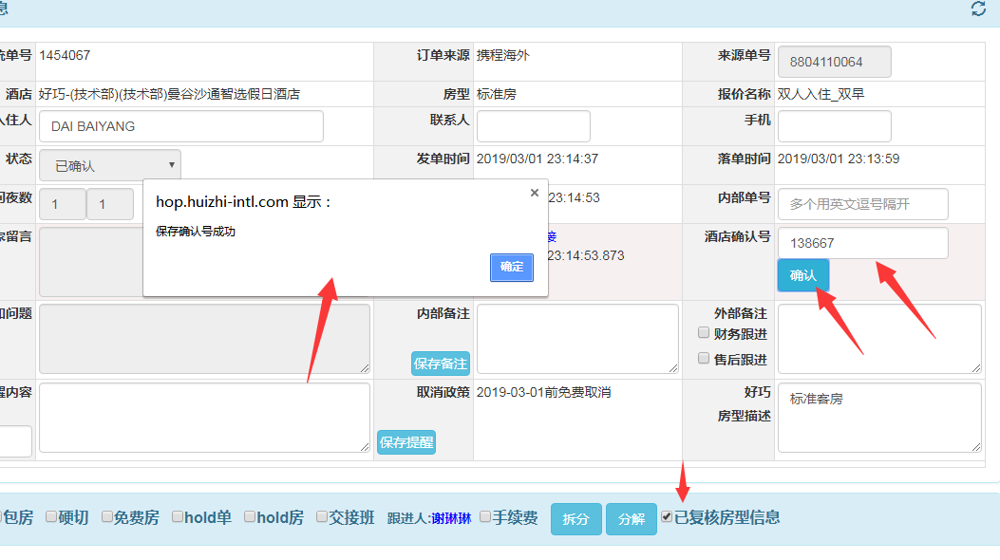 息
统单号 1454067 订单来源 携程海外 来源单号 8804110064
酒店 好巧-(技术部)(技术部)曼谷沙通智选假日酒店 房型 标准房 报价名称 双人入住_双早
入住人 DAI BAIYANG 联系人 手机
状态 已确认 发单时间 2019/03/01 23:14:37 落单时间 2019/03/01 23:13:59
间夜数 1 1 23:14:53 内部单号 多个用英文逗号隔开
hop.huizhi-intl.com 显示：
×
保存确认号成功
确定
留言 接 酒店确认号 138667
23:14:53.873
确认
问题 内部备注 外部备注
财务跟进
保存备注 售后跟进
醒内容 取消政策 2019-03-01前免费取消 好巧 标准客房
房型描述
保存提醒
包房 硬切 免费房 hold单 hold房 交接班 跟进人:谢琳琳 手续费 拆分 分解 已复核房型信息